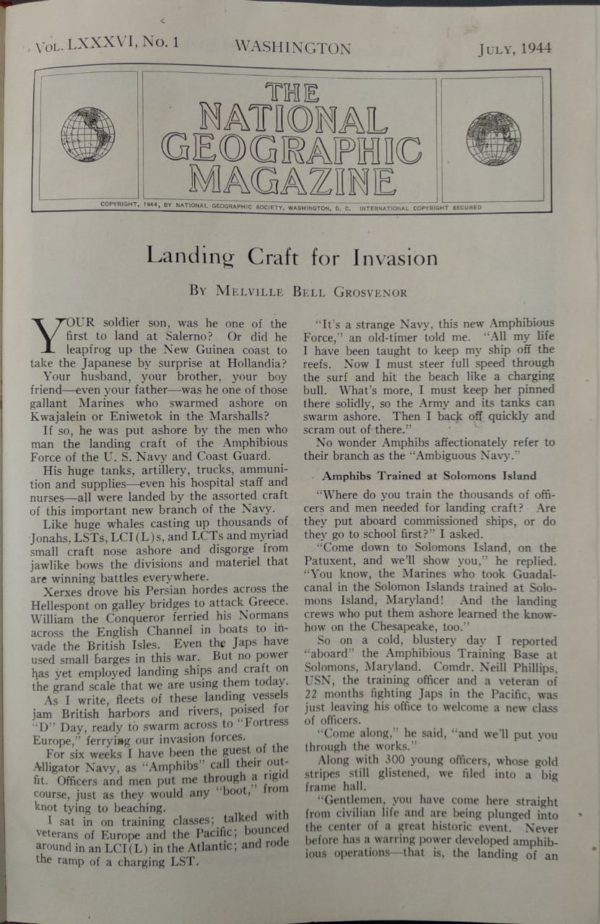 Vol. LXXXVI, No. 1 WASHINGTON July, 1944
THE
NATIONAL
GEOGRAPHIC
MAGAZINE
COPYRIGHT, 1944, BY NATIONAL GEOGRAPHIC SOCIETY, WASHINGTON, D. C. INTERNATIONAL COPYRIGHT SECURED
Landing Craft for Invasion
By Melville Bell Grosvenor
YOUR soldier son, was he one of the
first to land at Salerno? Or did he
leapfrog up the New Guinea coast to
take the Japanese by surprise at Hollandia?
Your husband, your brother, your boy
friend—even your father—was he one of those
gallant Marines who swarmed ashore on
Kwajalein or Eniwetok in the Marshalls?
If so, he was put ashore by the men who
man the landing craft of the Amphibious
Force of the U. S. Navy and Coast Guard.
His huge tanks, artillery, trucks, ammuni-
tion and supplies—even his hospital staff and
nurses—all were landed by the assorted craft
of this important new branch of the Navy.
Like huge whales casting up thousands of
Jonahs, LSTs, LCI(L)s, and LCTs and myriad
small craft nose ashore and disgorge from
jawlike bows the divisions and materiel that
are winning battles everywhere.
Xerxes drove his Persian hordes across the
Hellespont on galley bridges to attack Greece.
William the Conqueror ferried his Normans
across the English Channel in boats to in-
vade the British Isles. Even the Japs have
used small barges in this war. But no power
has yet employed landing ships and craft on
the grand scale that we are using them today.
As I write, fleets of these landing vessels
jam British harbors and rivers, poised for
"D" Day, ready to swarm across to "Fortress
Europe," ferrying our invasion forces.
For six weeks I have been the guest of the
Alligator Navy, as "Amphibs" call their out-
fit. Officers and men put me through a rigid
course, just as they would any "boot," from
knot tying to beaching.
I sat in on training classes; talked with
veterans of Europe and the Pacific; bounced
around in an LCI(L) in the Atlantic; and rode
the ramp of a charging LST.
"It's a strange Navy, this new Amphibious
Force," an old-timer told me. "All my life
I have been taught to keep my ship off the
reefs. Now I must steer full speed through
the surf and hit the beach like a charging
bull. What's more, I must keep her pinned
there solidly, so the Army and its tanks can
swarm ashore. Then I back off quickly and
scram out of there."
No wonder Amphibs affectionately refer to
their branch as the "Ambiguous Navy."
Amphibs Trained at Solomons Island
"Where do you train the thousands of offi-
cers and men needed for landing craft? Are
they put aboard commissioned ships, or do
they go to school first?" I asked.
"Come down to Solomons Island, on the
Patuxent, and we'll show you," he replied.
"You know, the Marines who took Guadal-
canal in the Solomon Islands trained at Solo-
mons Island, Maryland! And the landing
crews who put them ashore learned the know-
how on the Chesapeake, too."
So on a cold, blustery day I reported
"aboard" the Amphibious Training Base at
Solomons, Maryland. Comdr. Neill Phillips,
USN, the training officer and a veteran of
22 months fighting Japs in the Pacific, was
just leaving his office to welcome a new class
of officers.
"Come along," he said, "and we'll put you
through the works."
Along with 300 young officers, whose gold
stripes still glistened, we filed into a big
frame hall.
"Gentlemen, you have come here straight
from civilian life and are being plunged into
the center of a great historic event. Never
before has a warring power developed amphib-
ious operations—that is, the landing of an